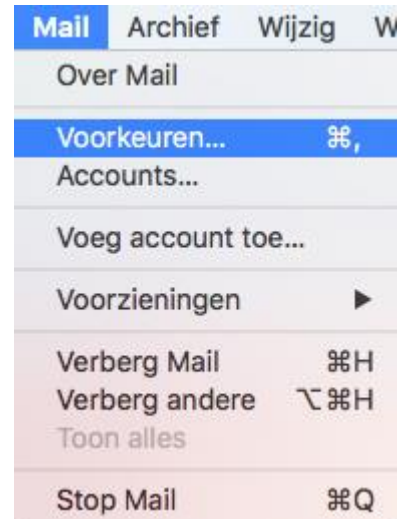 Mail Archief Wijzig W
Over Mail
Voorkeuren... ⌘,
Accounts...
Voeg account toe...
Voorzieningen ▶
Verberg Mail ⌘H
Verberg andere ⌥⌘H
Toon alles
Stop Mail ⌘Q